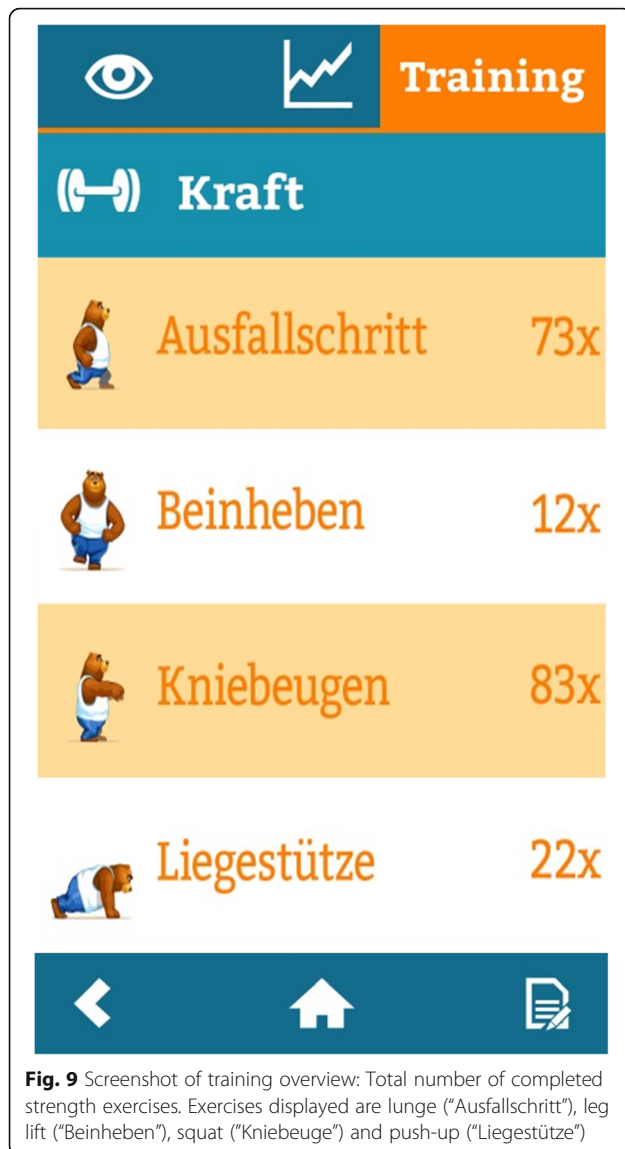 Training
Kraft
Ausfallschritt 73x
Beinheben 12x
Kniebeugen 83x
Liegestütze 22x
Fig. 9 Screenshot of training overview: Total number of completed
strength exercises. Exercises displayed are lunge (“Ausfallschritt”), leg
lift (“Beinheben”), squat (”Kniebeuge”) and push-up (“Liegestütze”)